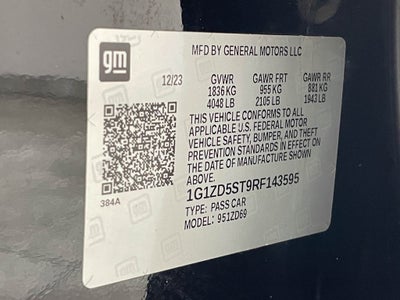 gm
MFD BY GENERAL MOTORS LLC
12/23 GVWR GAWR FRT GAWR RR
1836 KG 955 KG 881 KG
4048 LB 2105 LB 1943 LB
THIS VEHICLE CONFORMS TO ALL
APPLICABLE U.S. FEDERAL MOTOR
VEHICLE SAFETY, BUMPER, AND THEFT
PREVENTION STANDARDS IN EFFECT ON
THE DATE OF MANUFACTURE SHOWN
ABOVE.
384A
1G1ZD5ST9RF143595
TYPE: PASS CAR
MODEL: 951ZD69